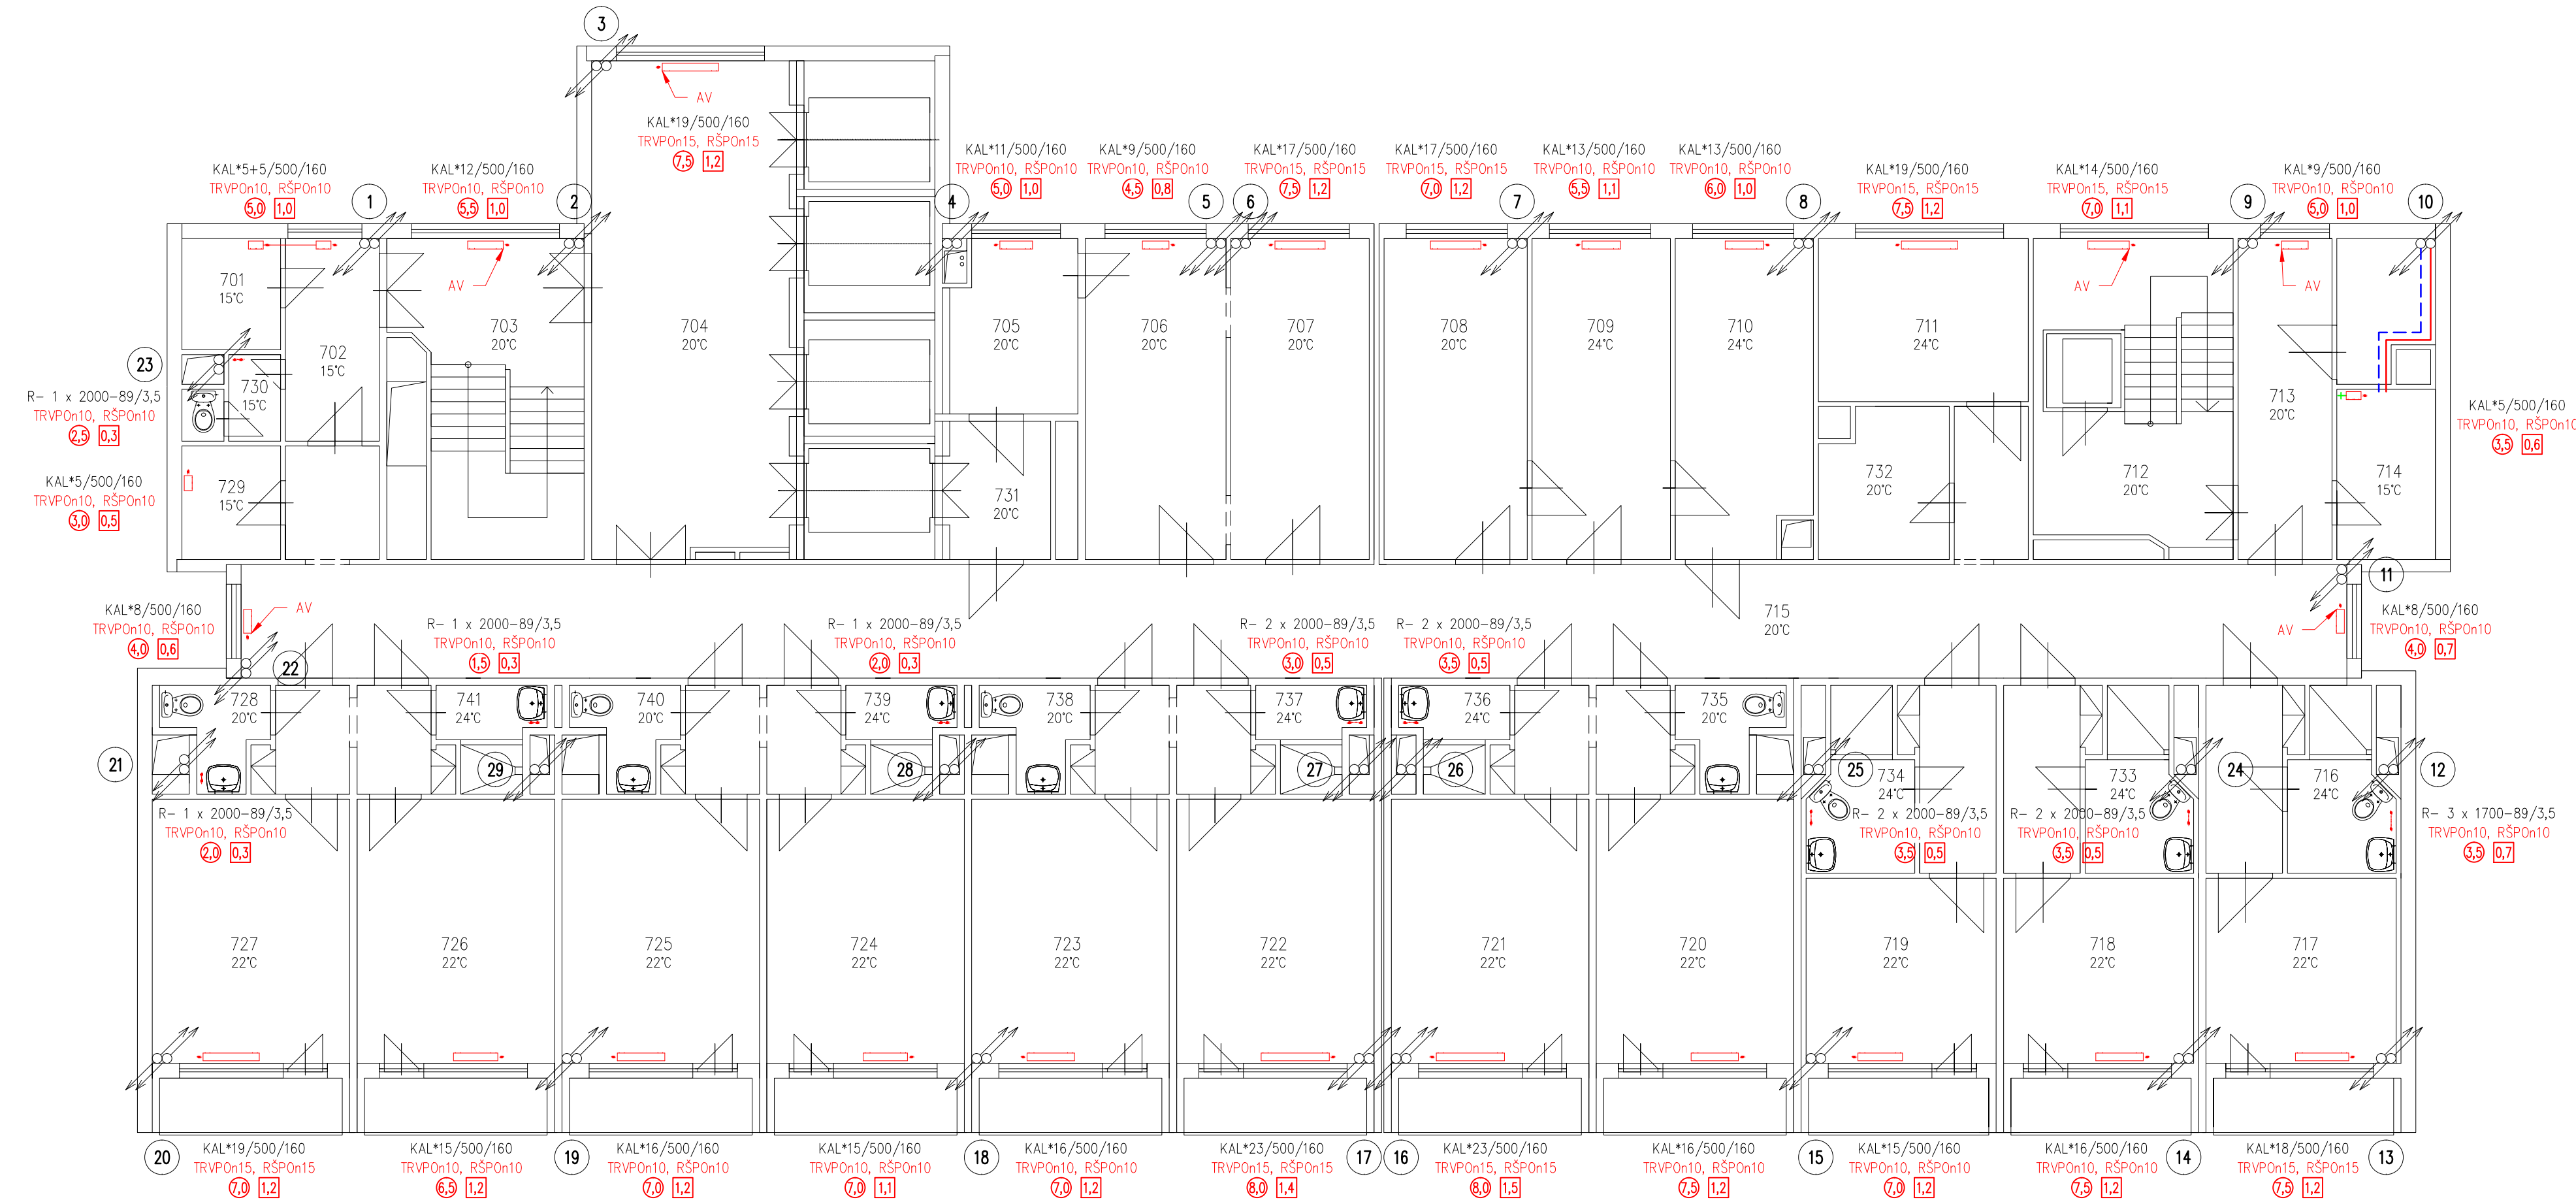 3
AV
KAL*19/500/160
TRVPOn15, RŠPOn15
7,5 1,2
KAL*5+5/500/160
TRVPOn10, RŠPOn10
5,0 1,0
1
KAL*12/500/160
TRVPOn10, RŠPOn10
5,5 1,0
2
4
KAL*11/500/160
TRVPOn10, RŠPOn10
5,0 1,0
KAL*9/500/160
TRVPOn10, RŠPOn10
4,5 0,8
5
6
KAL*17/500/160
TRVPOn15, RŠPOn15
7,5 1,2
KAL*17/500/160
TRVPOn15, RŠPOn15
7,0 1,2
7
KAL*13/500/160
TRVPOn10, RŠPOn10
5,5 1,1
KAL*13/500/160
TRVPOn10, RŠPOn10
6,0 1,0
8
KAL*19/500/160
TRVPOn15, RŠPOn15
7,5 1,2
KAL*14/500/160
TRVPOn15, RŠPOn15
7,0 1,1
9
KAL*9/500/160
TRVPOn10, RŠPOn10
5,0 1,0
10
701
15°C
AV
702
15°C
703
20°C
704
20°C
705
20°C
706
20°C
707
20°C
708
20°C
709
24°C
710
24°C
711
24°C
AV
AV
23
R- 1 x 2000-89/3,5
TRVPOn10, RŠPOn10
2,5 0,3
730
15°C
713
20°C
KAL*5/500/160
TRVPOn10, RŠPOn10
3,5 0,6
KAL*5/500/160
TRVPOn10, RŠPOn10
3,0 0,5
729
15°C
731
20°C
732
20°C
712
20°C
714
15°C
11
KAL*8/500/160
TRVPOn10, RŠPOn10
4,0 0,6
AV
22
R- 1 x 2000-89/3,5
TRVPOn10, RŠPOn10
1,5 0,3
R- 1 x 2000-89/3,5
TRVPOn10, RŠPOn10
2,0 0,3
R- 2 x 2000-89/3,5
TRVPOn10, RŠPOn10
3,0 0,5
R- 2 x 2000-89/3,5
TRVPOn10, RŠPOn10
3,5 0,5
715
20°C
AV
KAL*8/500/160
TRVPOn10, RŠPOn10
4,0 0,7
728
20°C
741
24°C
740
20°C
739
24°C
738
20°C
737
24°C
736
24°C
735
20°C
21
29
28
27
26
25
734
24°C
733
24°C
24
716
24°C
12
R- 1 x 2000-89/3,5
TRVPOn10, RŠPOn10
2,0 0,3
R- 2 x 2000-89/3,5
TRVPOn10, RŠPOn10
3,5 0,5
R- 2 x 2000-89/3,5
TRVPOn10, RŠPOn10
3,5 0,5
R- 3 x 1700-89/3,5
TRVPOn10, RŠPOn10
3,5 0,7
727
22°C
726
22°C
725
22°C
724
22°C
723
22°C
722
22°C
721
22°C
720
22°C
719
22°C
718
22°C
717
22°C
20
KAL*19/500/160
TRVPOn15, RŠPOn15
7,0 1,2
KAL*15/500/160
TRVPOn10, RŠPOn10
6,5 1,2
19
KAL*16/500/160
TRVPOn10, RŠPOn10
7,0 1,2
KAL*15/500/160
TRVPOn10, RŠPOn10
7,0 1,1
18
KAL*16/500/160
TRVPOn10, RŠPOn10
7,0 1,2
KAL*23/500/160
TRVPOn15, RŠPOn15
8,0 1,4
17
16
KAL*23/500/160
TRVPOn15, RŠPOn15
8,0 1,5
KAL*16/500/160
TRVPOn10, RŠPOn10
7,5 1,2
15
KAL*15/500/160
TRVPOn10, RŠPOn10
7,0 1,2
KAL*16/500/160
TRVPOn10, RŠPOn10
7,5 1,2
14
KAL*18/500/160
TRVPOn15, RŠPOn15
7,5 1,2
13